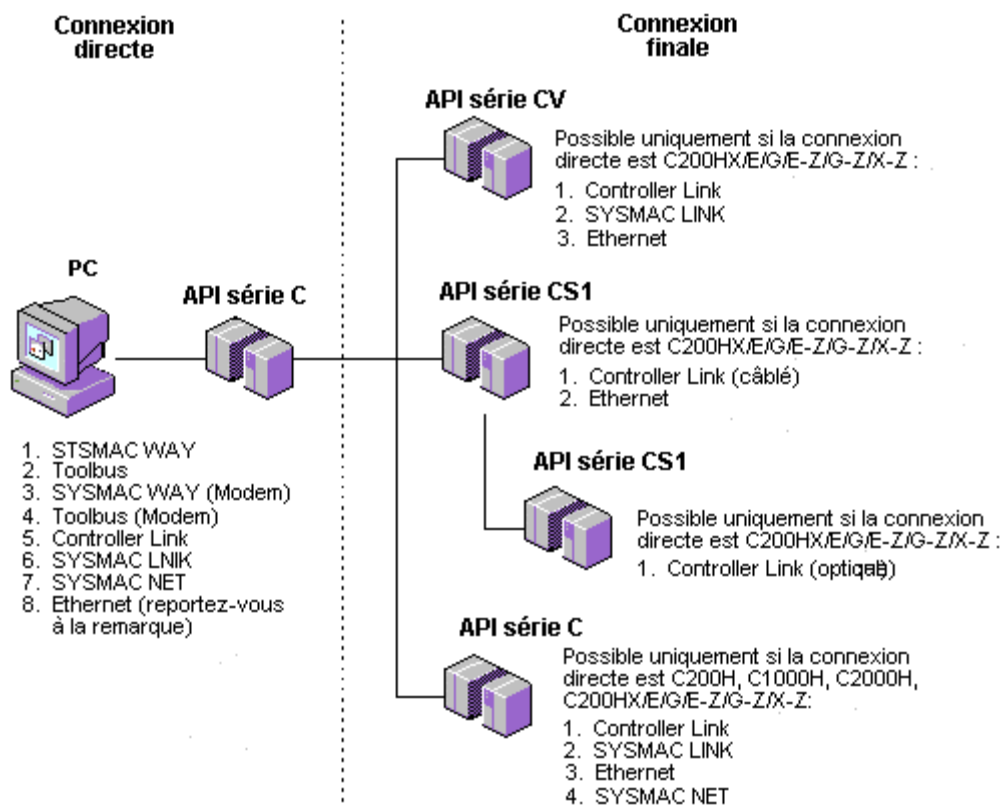 Connexion
directe
Connexion
finale
API série CV
Possible uniquement si la connexion
directe est C200HX/E/G/E-Z/G-Z/X-Z :
1. Controller Link
2. SYSMAC LINK
3. Ethernet
PC
API série C
API série CS1
Possible uniquement si la connexion
directe est C200HX/E/G/E-Z/G-Z/X-Z :
1. Controller Link (câblé)
2. Ethernet
1. STSMAC WAY
2. Toolbus
3. SYSMAC WAY (Modem)
4. Toolbus (Modem)
5. Controller Link
6. SYSMAC LNIK
7. SYSMAC NET
8. Ethernet (reportez-vous
à la remarque)
API série CS1
Possible uniquement si la connexion
directe est C200HX/E/G/E-Z/G-Z/X-Z :
1. Controller Link
API série C
Possible uniquement si la connexion
directe est C200H, C1000H, C2000H,
C200HX/E/G/E-Z/G-Z/X-Z:
1. Controller Link
2. SYSMAC LINK
3. Ethernet
4. SYSMAC NET